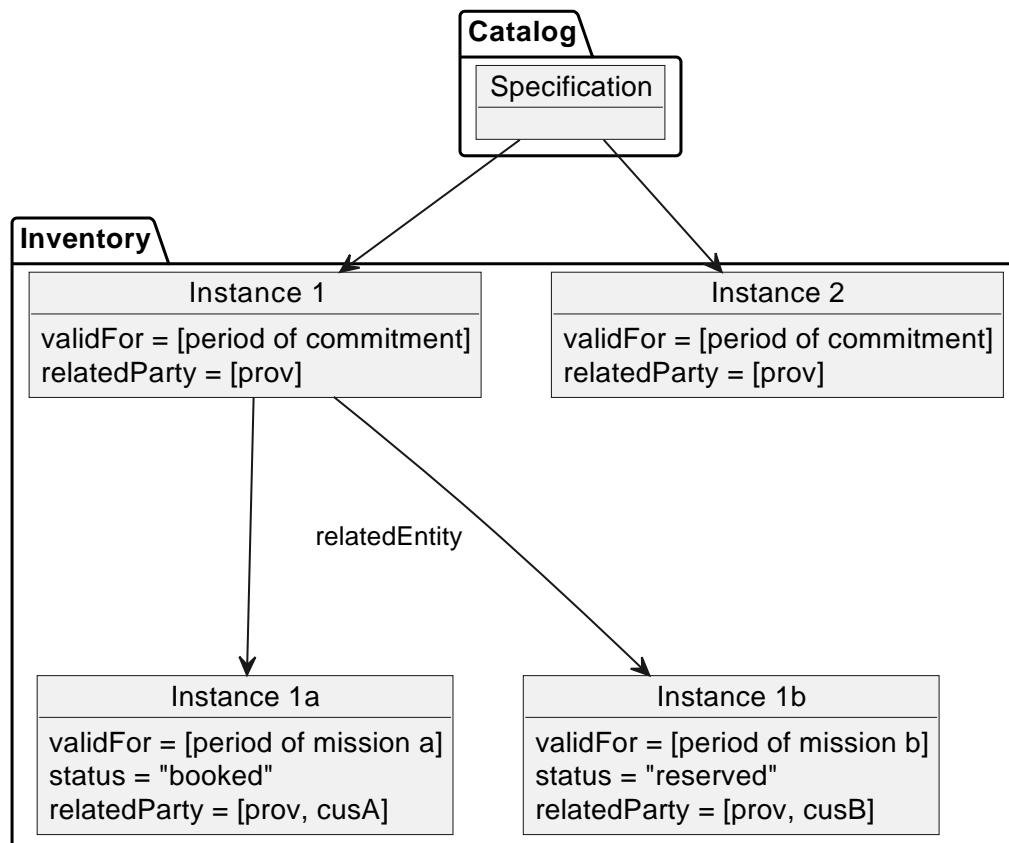 Catalog
Specification
Inventory
Instance 1
validFor = [period of commitment]
relatedParty = [prov]
Instance 2
validFor = [period of commitment]
relatedParty = [prov]
relatedEntity
Instance 1a
validFor = [period of mission a]
status = "booked"
relatedParty = [prov, cusA]
Instance 1b
validFor = [period of mission b]
status = "reserved"
relatedParty = [prov, cusB]